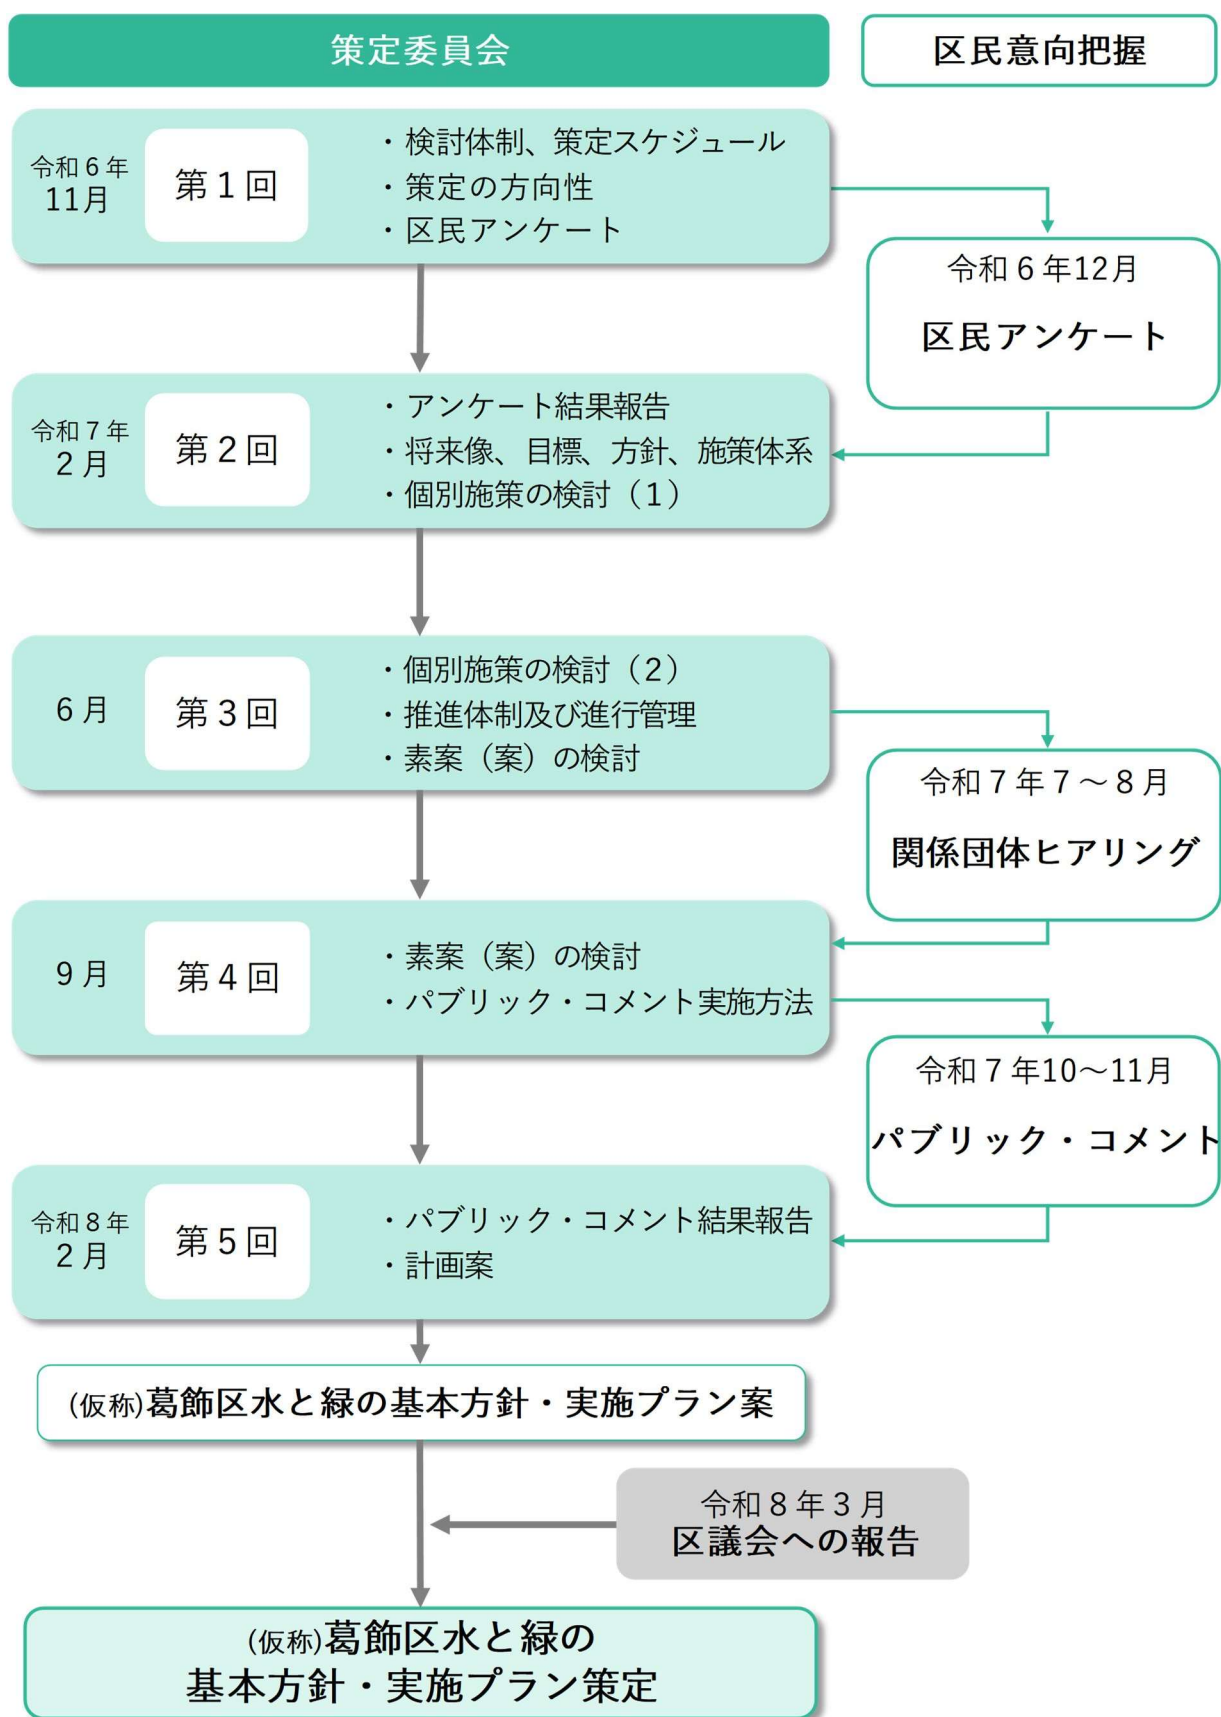 策定委員会
区民意向把握
令和6年
11月
第1回
・検討体制、策定スケジュール
・策定の方向性
・区民アンケート
令和6年12月
区民アンケート
令和7年
2月
第2回
・アンケート結果報告
・将来像、目標、方針、施策体系
・個別施策の検討（1）
6月
第3回
・個別施策の検討（2）
・推進体制及び進行管理
・素案（案）の検討
令和7年7～8月
関係団体ヒアリング
9月
第4回
・素案（案）の検討
・パブリック・コメント実施方法
令和7年10～11月
パブリック・コメント
令和8年
2月
第5回
・パブリック・コメント結果報告
・計画案
(仮称)葛飾区水と緑の基本方針・実施プラン案
令和8年3月
区議会への報告
(仮称)葛飾区水と緑の
基本方針・実施プラン策定